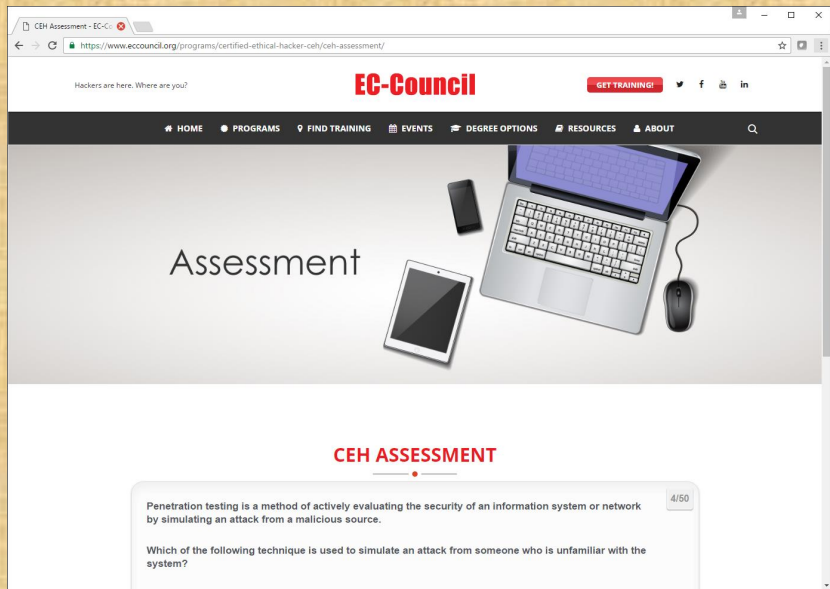 CEH Assessment - EC-Co
https://www.eccouncil.org/programs/certified-ethical-hacker-ceh/ceh-assessment/
Hackers are here. Where are you?
EC-Council
GET TRAINING!
HOME PROGRAMS FIND TRAINING EVENTS DEGREE OPTIONS RESOURCES ABOUT
Assessment
CEH ASSESSMENT
4/50
Penetration testing is a method of actively evaluating the security of an information system or network
by simulating an attack from a malicious source.
Which of the following technique is used to simulate an attack from someone who is unfamiliar with the
system?